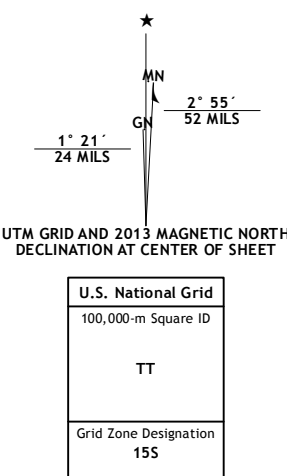 ★
MN
GN
2° 55´
52 MILS
1° 21´
24 MILS
UTM GRID AND 2013 MAGNETIC NORTH
DECLINATION AT CENTER OF SHEET
U.S. National Grid
100,000-m Square ID
TT
Grid Zone Designation
15S